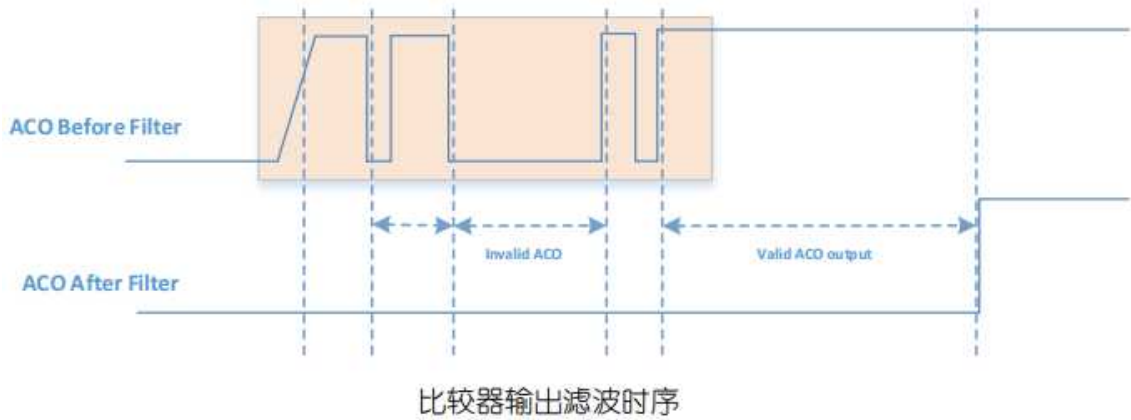 ACO Before Filter
Invalid ACO
Valid ACO output
ACO After Filter
比较器输出滤波时序